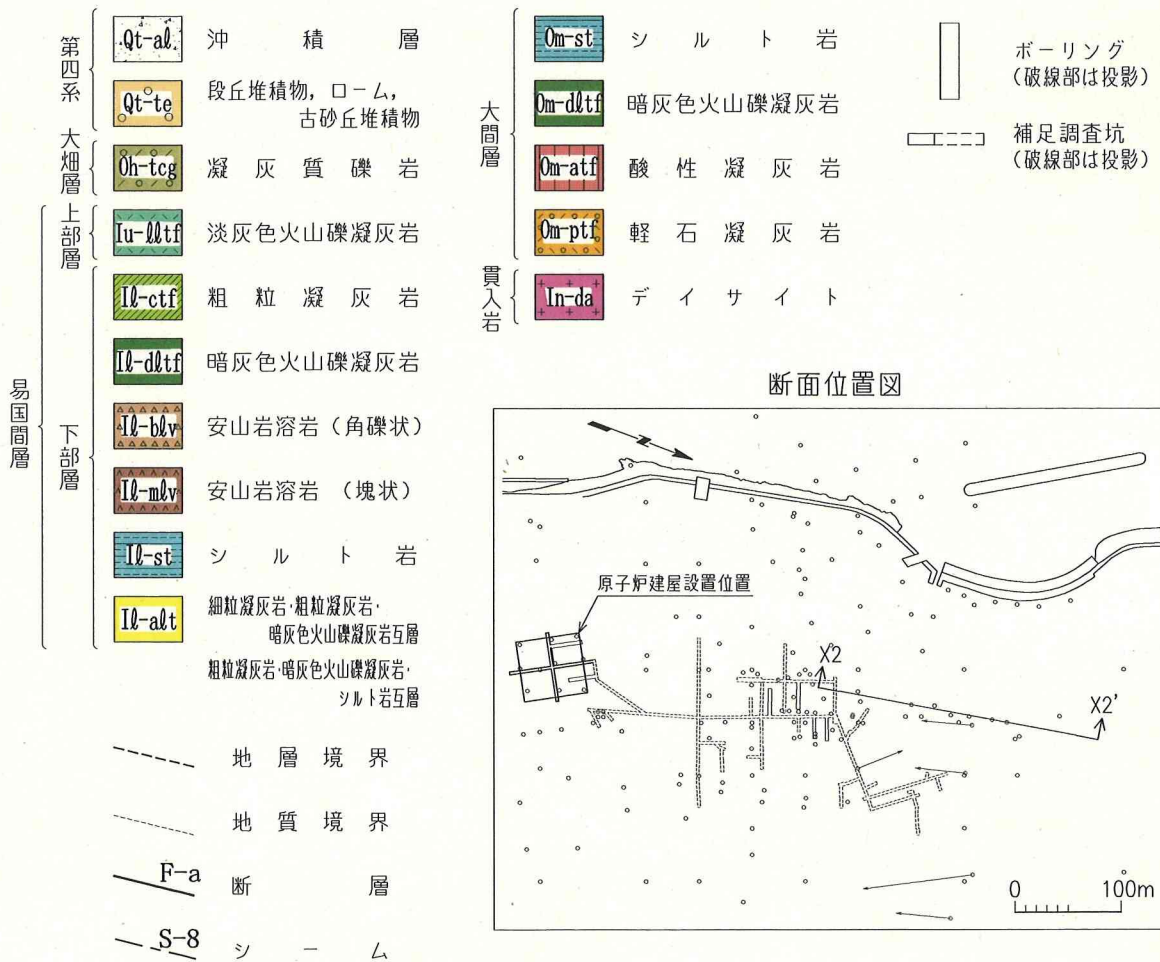 第四系
Qt-al 沖積層
Qt-te 段丘堆積物，ローム，
古砂丘堆積物
大畑層
Oh-tcg 凝灰質礫岩
易国間層
上部層
Iu-lltf 淡灰色火山礫凝灰岩
下部層
Il-ctf 粗粒凝灰岩
Il-dltf 暗灰色火山礫凝灰岩
Il-blv 安山岩溶岩（角礫状）
Il-mlv 安山岩溶岩（塊状）
Il-st シルト岩
Il-alt 細粒凝灰岩・粗粒凝灰岩・
暗灰色火山礫凝灰岩互層
粗粒凝灰岩・暗灰色火山礫凝灰岩・
シルト岩互層
地層境界
地質境界
F-a 断層
S-8 シーム
大間層
Om-st シルト岩
Om-dltf 暗灰色火山礫凝灰岩
Om-atf 酸性凝灰岩
Om-ptf 軽石凝灰岩
貫入岩
In-da デイサイト
ボーリング
（破線部は投影）
補足調査坑
（破線部は投影）
断面位置図
N
原子炉建屋設置位置
X2
X2'
0 100m